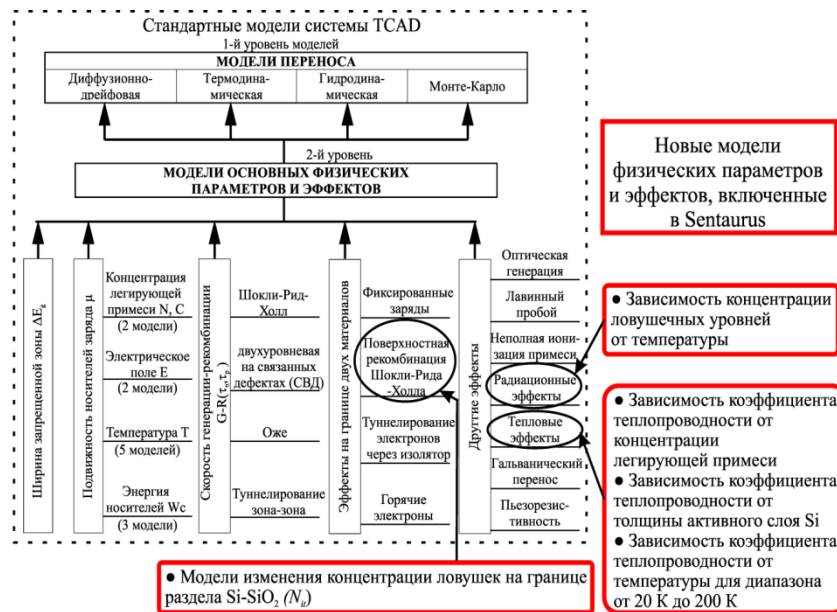 Стандартные модели системы TCAD
1-й уровень моделей
МОДЕЛИ ПЕРЕНОСА
Диффузионно-
дрейфовая
Термодина-
мическая
Гидродина-
мическая
Монте-Карло
2-й уровень
МОДЕЛИ ОСНОВНЫХ ФИЗИЧЕСКИХ
ПАРАМЕТРОВ И ЭФФЕКТОВ
Ширина запрещенной зоны ΔEg
Подвижность носителей заряда μ
Концентрация
легирующей
примеси N, C
(2 модели)
Электрическое
поле E
(2 модели)
Температура T
(5 моделей)
Энергия
носителей Wc
(3 модели)
Скорость генерации-рекомбинации
G-R(τn,τp)
Шокли-Рид-
Холл
двухуровневая
на связанных
дефектах (СВД)
Оже
Туннелирование
зона-зона
Эффекты на границе двух материалов
Фиксированные
заряды
Поверхностная
рекомбинация
Шокли-Рида
-Холла
Туннелирование
электронов
через изолятор
Горячие
электроны
Друтие эффекты
Оптическая
генерация
Лавинный
пробой
Неполная иони-
зация примеси
Радиационные
эффекты
Тепловые
эффекты
Гальванический
перенос
Пьезорезис-
тивность
Новые модели
физических параметров
и эффектов, включенные
в Sentaurus
● Зависимость концентрации
ловушечных уровней
от температуры
● Зависимость коэффициента
теплопроводности от
концентрации
легирующей примеси
● Зависимость коэффициента
теплопроводности от
толщины активного слоя Si
● Зависимость коэффициента
теплопроводности от
температуры для диапазона
от 20 К до 200 К
● Модели изменения концентрации ловушек на границе
раздела Si-SiO₂ (Nit)